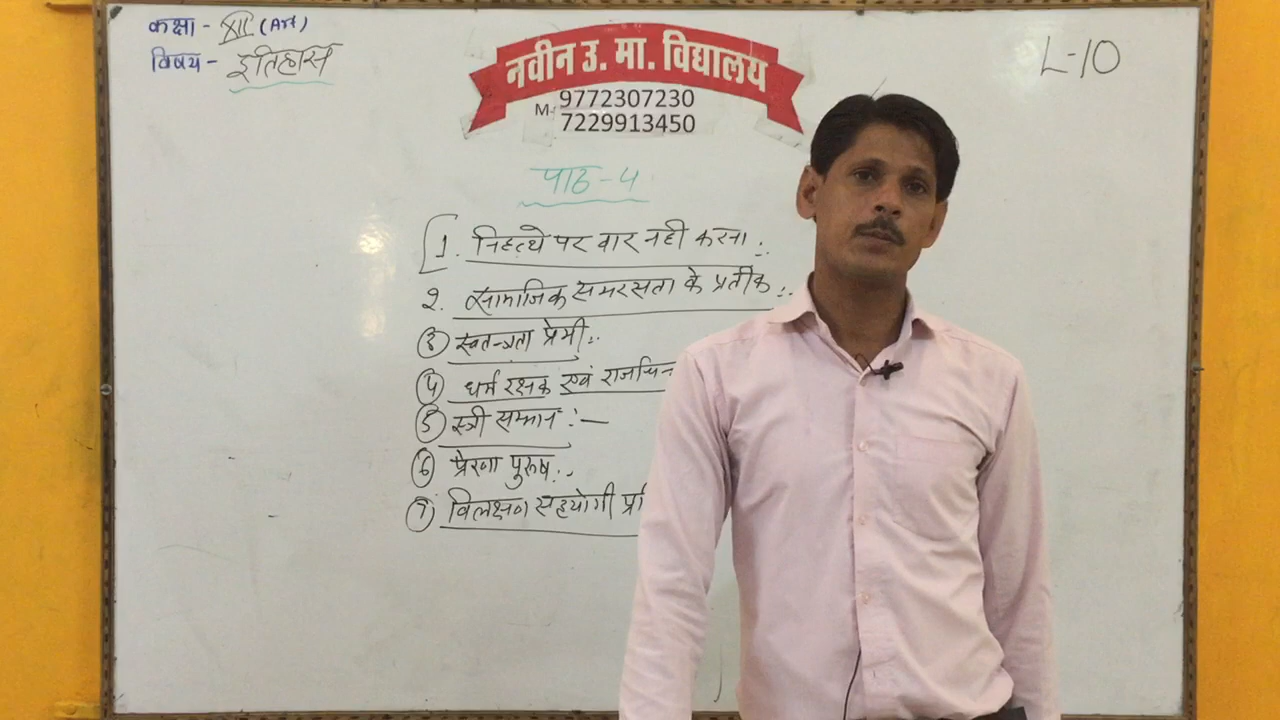 कक्षा - XII (Art)
विषय - इतिहास
नवीन उ. मा. विद्यालय
M- 9772307230
7229913450
L-10
पाठ-4
1. निहत्थे पर वार नही करना :
2. सामाजिक समरसता के प्रतीक :
③ स्वतन्त्रता प्रेमी :
④ धर्म रक्षक एवं
⑤ स्त्री सम्मान :-
⑥ प्रेरणा पुरूष :
⑦ विलक्षण सहयोगी